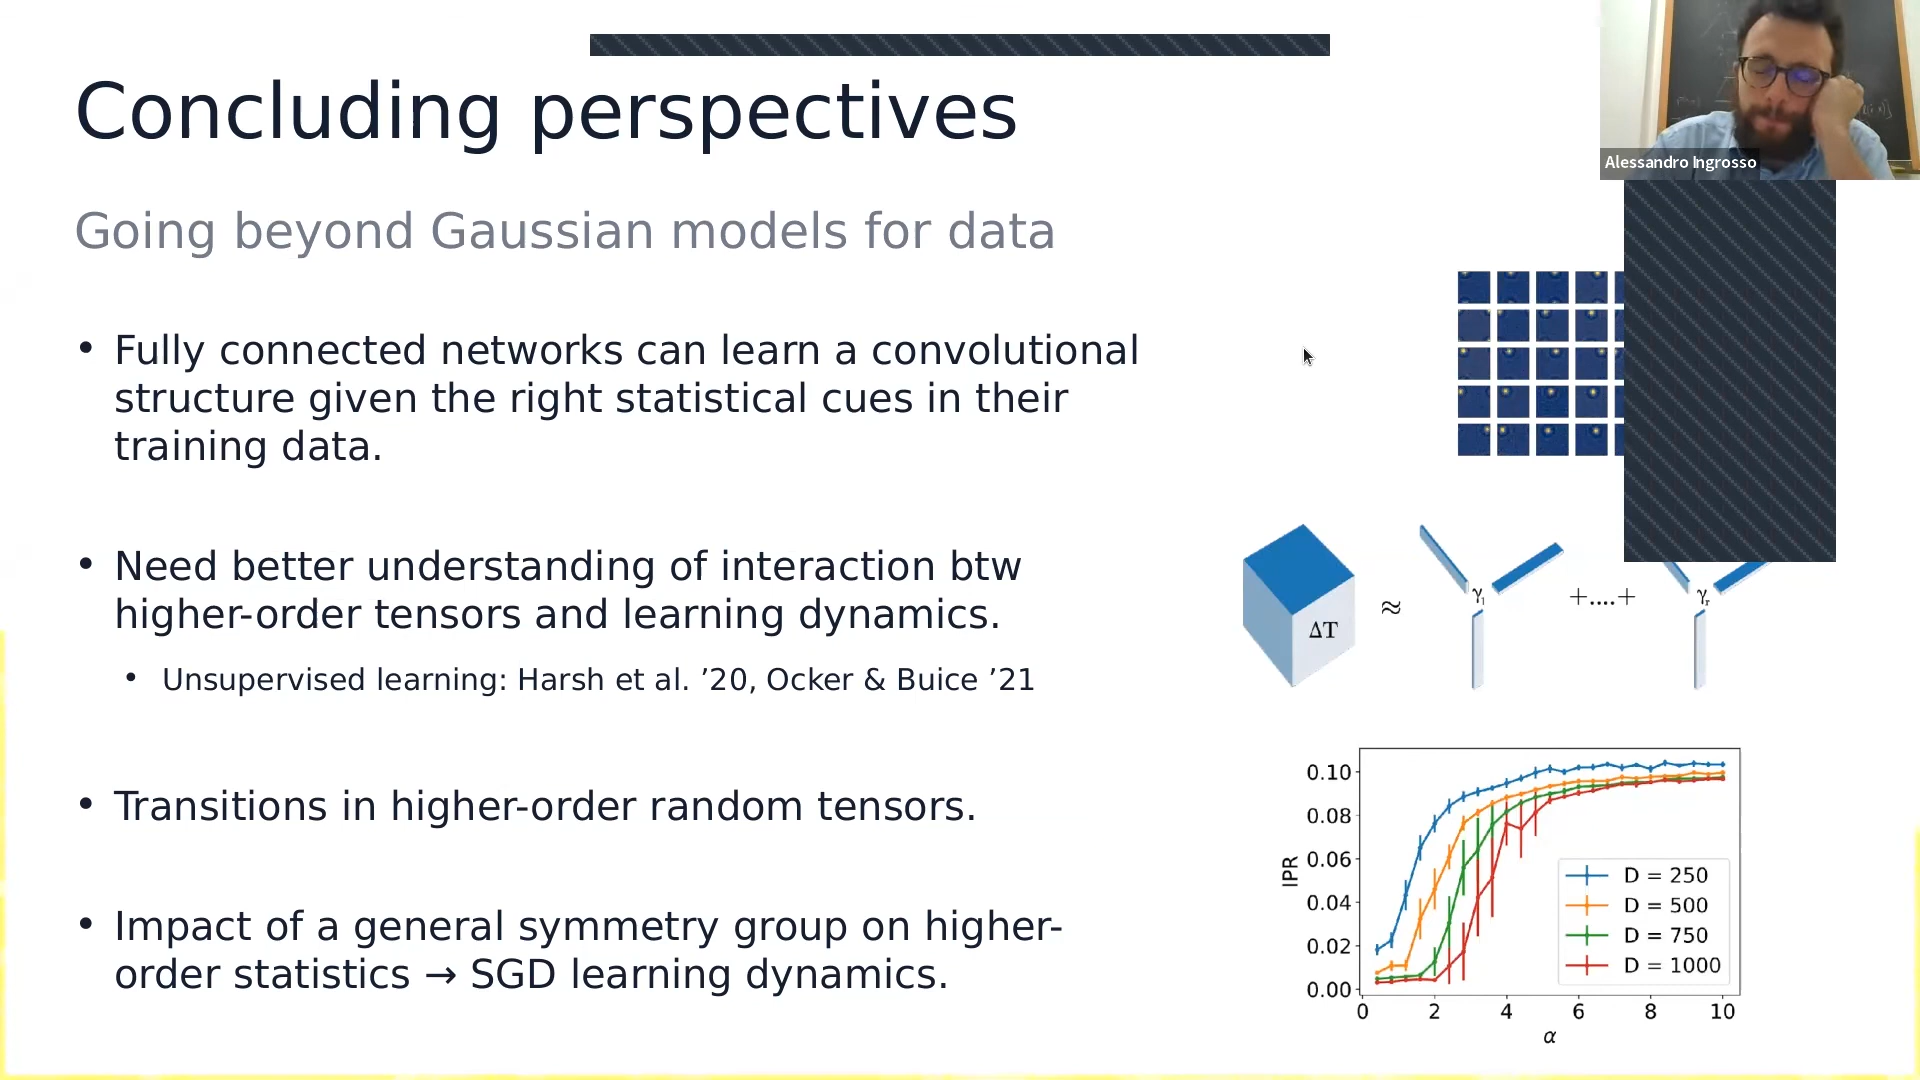 Concluding perspectives
Alessandro Ingrosso
Going beyond Gaussian models for data
• Fully connected networks can learn a convolutional
structure given the right statistical cues in their
training data.
• Need better understanding of interaction btw
higher-order tensors and learning dynamics.
• Unsupervised learning: Harsh et al. ’20, Ocker & Buice ’21
• Transitions in higher-order random tensors.
• Impact of a general symmetry group on higher-
order statistics → SGD learning dynamics.
ΔT ≈ γ₁ +....+ γᵣ
IPR
0.10
0.08
0.06
0.04
0.02
0.00
D = 250
D = 500
D = 750
D = 1000
0 2 4 6 8 10
α